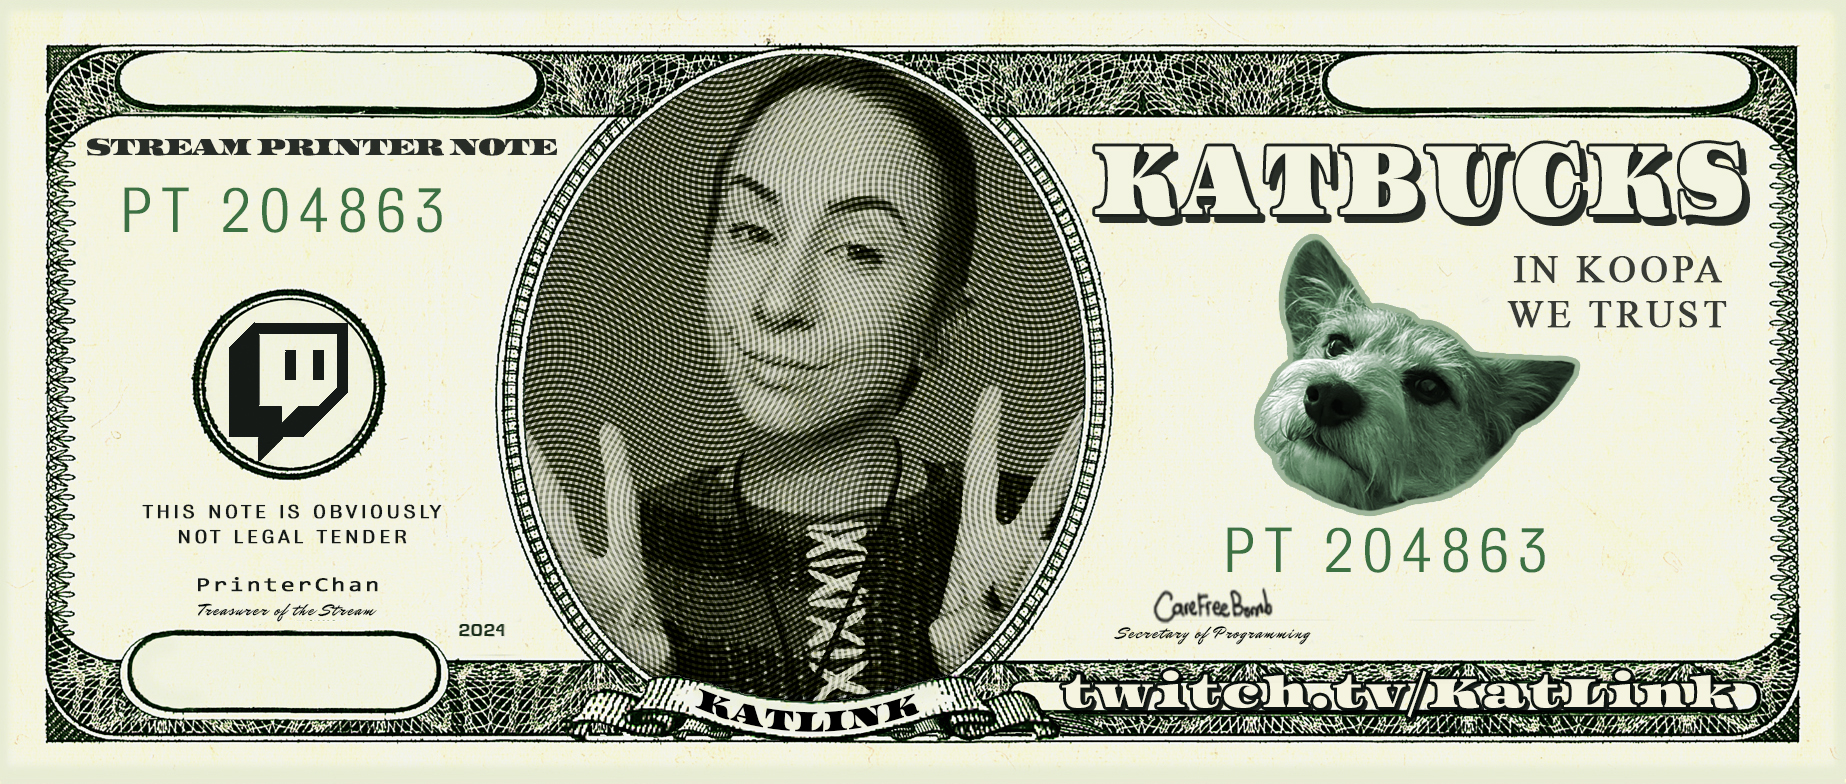 STREAM PRINTER NOTE
PT 204863
THIS NOTE IS OBVIOUSLY
NOT LEGAL TENDER
PrinterChan
Treasurer of the Stream
2024
KATLINK
KATBUCKS
IN KOOPA
WE TRUST
PT 204863
CareFreeBomb
Secretary of Programming
twitch.tv/KatLink